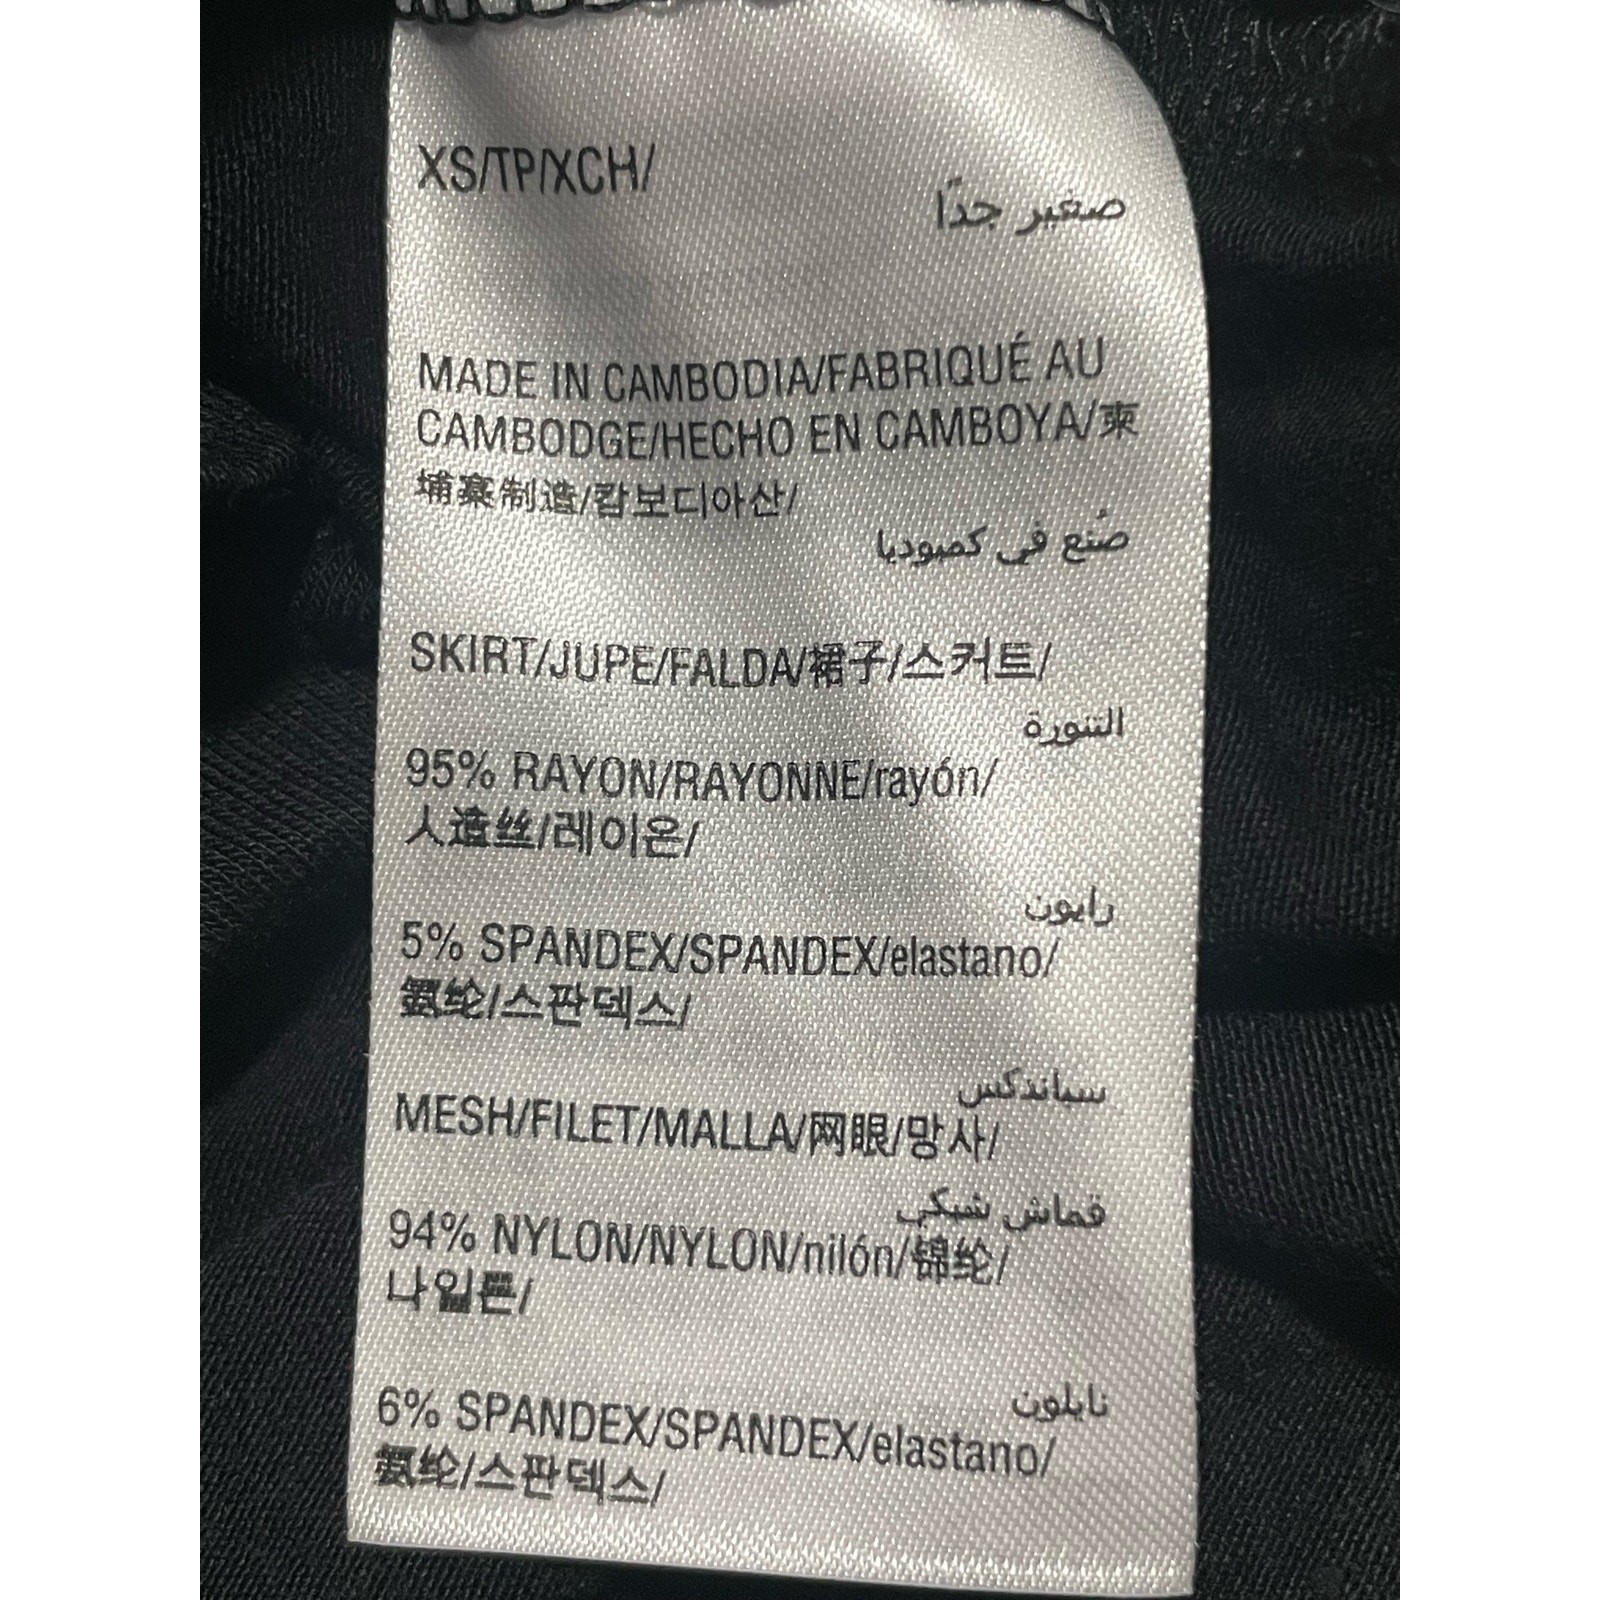 XS/TP/XCH/
صغير جدًا
MADE IN CAMBODIA/FABRIQUÉ AU
CAMBODGE/HECHO EN CAMBOYA/柬
埔寨制造/캄보디아산/
صُنع في كمبوديا
SKIRT/JUPE/FALDA/裙子/스커트/
التنورة
95% RAYON/RAYONNE/rayón/
人造丝/레이온/
رايون
5% SPANDEX/SPANDEX/elastano/
氨纶/스판덱스/
سباندكس
MESH/FILET/MALLA/网眼/망사/
قماش شبكي
94% NYLON/NYLON/nilón/锦纶/
나일론/
نايلون
6% SPANDEX/SPANDEX/elastano/
氨纶/스판덱스/